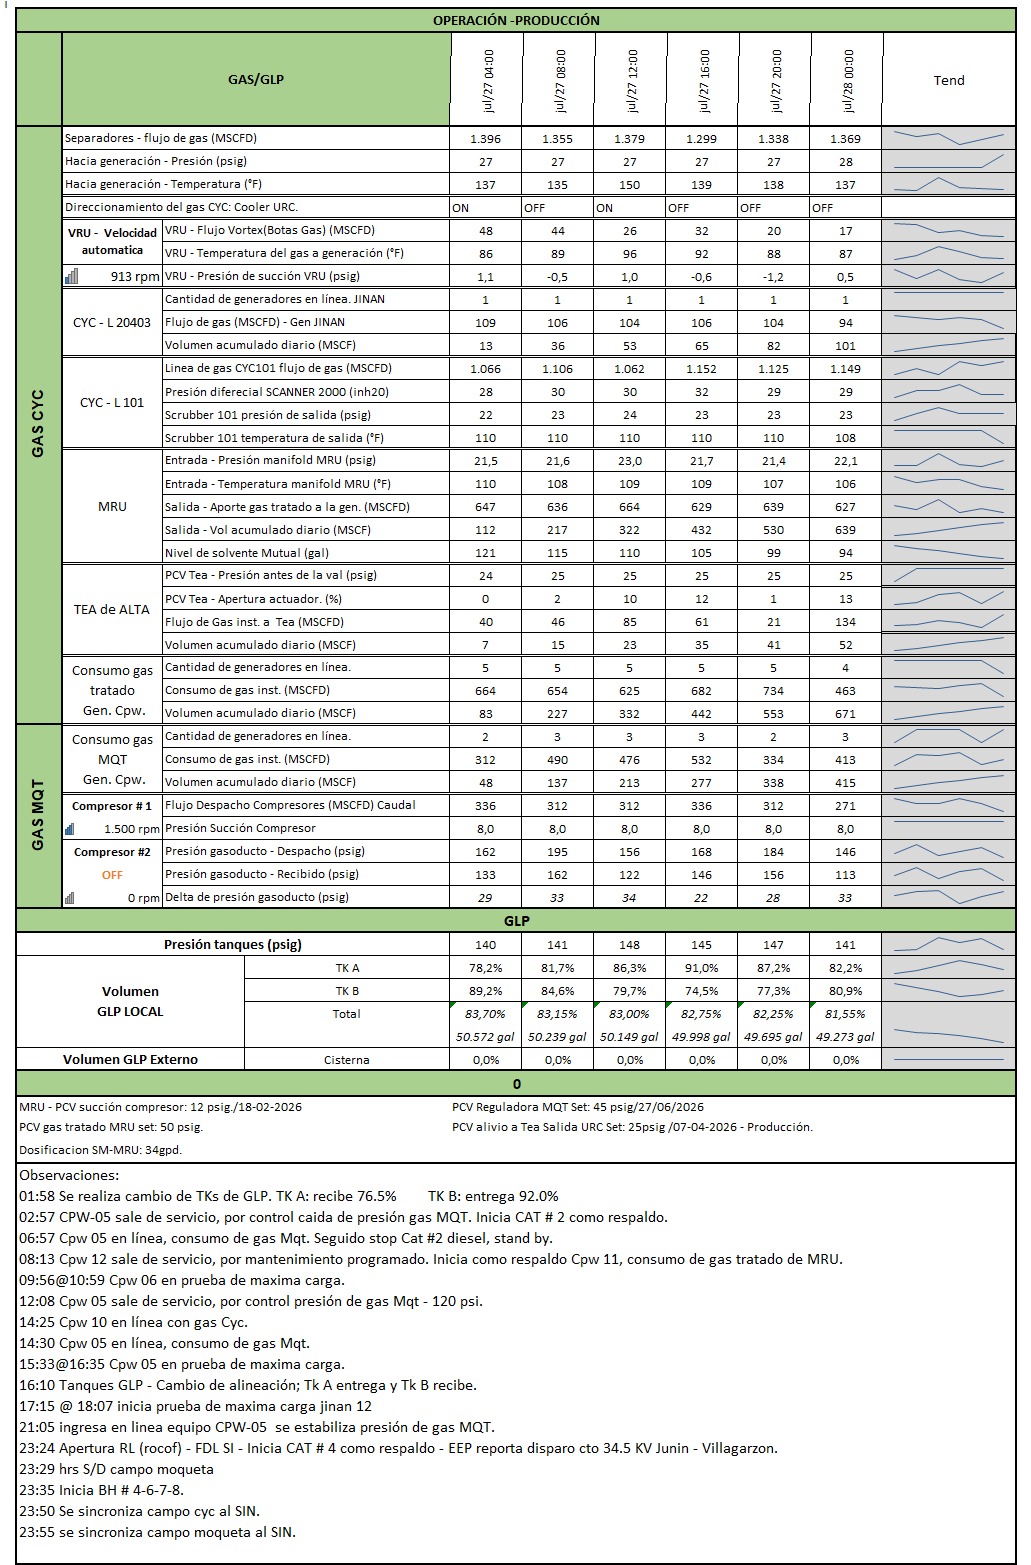 OPERACIÓN -PRODUCCIÓN
GAS/GLP jul/27 04:00 jul/27 08:00 jul/27 12:00 jul/27 16:00 jul/27 20:00 jul/28 00:00 Tend
GAS CYC
Separadores - flujo de gas (MSCFD) 1.396 1.355 1.379 1.299 1.338 1.369
Hacia generación - Presión (psig) 27 27 27 27 27 28
Hacia generación - Temperatura (°F) 137 135 150 139 138 137
Direccionamiento del gas CYC: Cooler URC. ON OFF ON OFF OFF OFF
VRU - Velocidad automatica
VRU - Flujo Vortex(Botas Gas) (MSCFD) 48 44 26 32 20 17
VRU - Temperatura del gas a generación (°F) 86 89 96 92 88 87
913 rpm VRU - Presión de succión VRU (psig) 1,1 -0,5 1,0 -0,6 -1,2 0,5
CYC - L 20403
Cantidad de generadores en línea. JINAN 1 1 1 1 1 1
Flujo de gas (MSCFD) - Gen JINAN 109 106 104 106 104 94
Volumen acumulado diario (MSCF) 13 36 53 65 82 101
CYC - L 101
Linea de gas CYC101 flujo de gas (MSCFD) 1.066 1.106 1.062 1.152 1.125 1.149
Presión diferecial SCANNER 2000 (inh20) 28 30 30 32 29 29
Scrubber 101 presión de salida (psig) 22 23 24 23 23 23
Scrubber 101 temperatura de salida (°F) 110 110 110 110 110 108
MRU
Entrada - Presión manifold MRU (psig) 21,5 21,6 23,0 21,7 21,4 22,1
Entrada - Temperatura manifold MRU (°F) 110 108 109 109 107 106
Salida - Aporte gas tratado a la gen. (MSCFD) 647 636 664 629 639 627
Salida - Vol acumulado diario (MSCF) 112 217 322 432 530 639
Nivel de solvente Mutual (gal) 121 115 110 105 99 94
TEA de ALTA
PCV Tea - Presión antes de la val (psig) 24 25 25 25 25 25
PCV Tea - Apertura actuador. (%) 0 2 10 12 1 13
Flujo de Gas inst. a Tea (MSCFD) 40 46 85 61 21 134
Volumen acumulado diario (MSCF) 7 15 23 35 41 52
Consumo gas tratado Gen. Cpw.
Cantidad de generadores en línea. 5 5 5 5 5 4
Consumo de gas inst. (MSCFD) 664 654 625 682 734 463
Volumen acumulado diario (MSCF) 83 227 332 442 553 671
GAS MQT
Consumo gas MQT Gen. Cpw.
Cantidad de generadores en línea. 2 3 3 3 2 3
Consumo de gas inst. (MSCFD) 312 490 476 532 334 413
Volumen acumulado diario (MSCF) 48 137 213 277 338 415
Compresor # 1 Flujo Despacho Compresores (MSCFD) Caudal 336 312 312 336 312 271
1.500 rpm Presión Succión Compresor 8,0 8,0 8,0 8,0 8,0 8,0
Compresor #2 Presión gasoducto - Despacho (psig) 162 195 156 168 184 146
OFF Presión gasoducto - Recibido (psig) 133 162 122 146 156 113
0 rpm Delta de presión gasoducto (psig) 29 33 34 22 28 33
GLP
Presión tanques (psig) 140 141 148 145 147 141
Volumen GLP LOCAL
TK A 78,2% 81,7% 86,3% 91,0% 87,2% 82,2%
TK B 89,2% 84,6% 79,7% 74,5% 77,3% 80,9%
Total 83,70% 83,15% 83,00% 82,75% 82,25% 81,55%
50.572 gal 50.239 gal 50.149 gal 49.998 gal 49.695 gal 49.273 gal
Volumen GLP Externo Cisterna 0,0% 0,0% 0,0% 0,0% 0,0% 0,0%
0
MRU - PCV succión compresor: 12 psig./18-02-2026 PCV Reguladora MQT Set: 45 psig/27/06/2026
PCV gas tratado MRU set: 50 psig. PCV alivio a Tea Salida URC Set: 25psig /07-04-2026 - Producción.
Dosificacion SM-MRU: 34gpd.
Observaciones:
01:58 Se realiza cambio de TKs de GLP. TK A: recibe 76.5% TK B: entrega 92.0%
02:57 CPW-05 sale de servicio, por control caida de presión gas MQT. Inicia CAT # 2 como respaldo.
06:57 Cpw 05 en línea, consumo de gas Mqt. Seguido stop Cat #2 diesel, stand by.
08:13 Cpw 12 sale de servicio, por mantenimiento programado. Inicia como respaldo Cpw 11, consumo de gas tratado de MRU.
09:56@10:59 Cpw 06 en prueba de maxima carga.
12:08 Cpw 05 sale de servicio, por control presión de gas Mqt - 120 psi.
14:25 Cpw 10 en línea con gas Cyc.
14:30 Cpw 05 en línea, consumo de gas Mqt.
15:33@16:35 Cpw 05 en prueba de maxima carga.
16:10 Tanques GLP - Cambio de alineación; Tk A entrega y Tk B recibe.
17:15 @ 18:07 inicia prueba de maxima carga jinan 12
21:05 ingresa en linea equipo CPW-05 se estabiliza presión de gas MQT.
23:24 Apertura RL (rocof) - FDL SI - Inicia CAT # 4 como respaldo - EEP reporta disparo cto 34.5 KV Junin - Villagarzon.
23:29 hrs S/D campo moqueta
23:35 Inicia BH # 4-6-7-8.
23:50 Se sincroniza campo cyc al SIN.
23:55 se sincroniza campo moqueta al SIN.